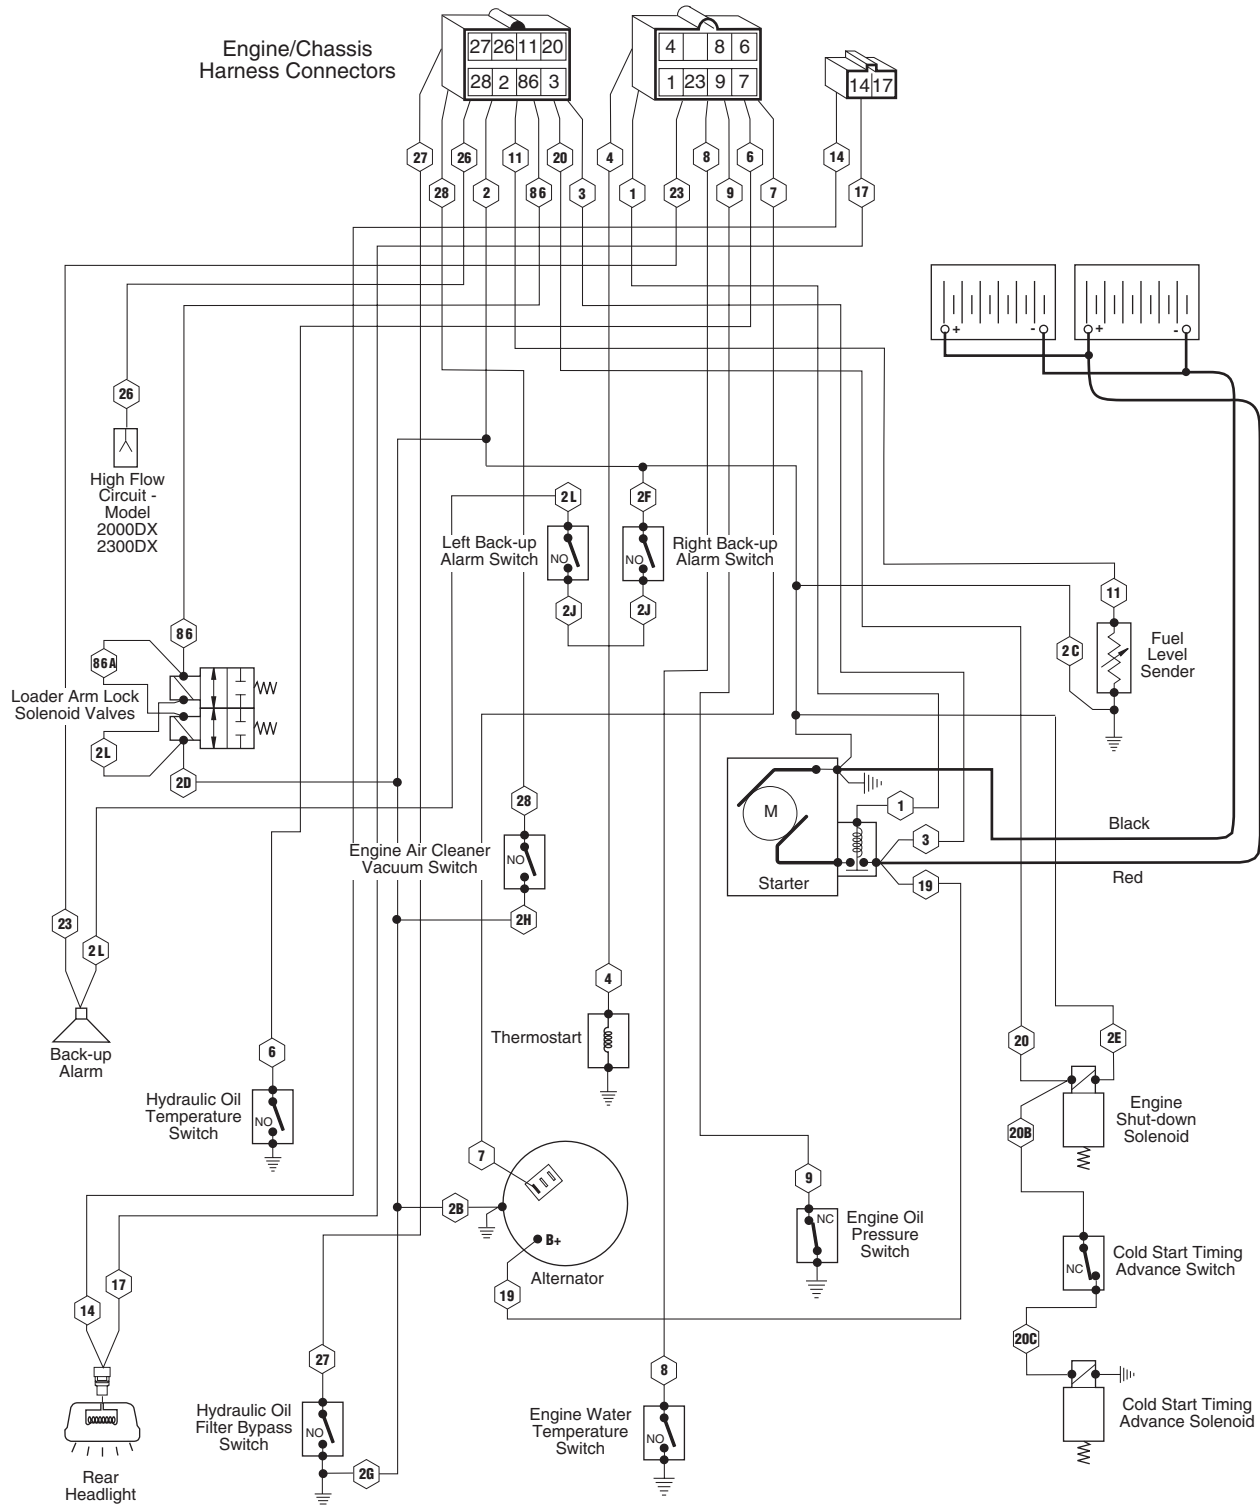 Engine/Chassis
Harness Connectors
27 26 11 20
28 2 86 3
4 8 6
1 23 9 7
14 17
27
26
11
20
4
8
6
14
28
2
86
3
1
23
9
7
17
+
-
+
-
26
High Flow
Circuit -
Model
2000DX
2300DX
2L
2F
Left Back-up
Alarm Switch
NO
NO
Right Back-up
Alarm Switch
2J
2J
11
2C
Fuel
Level
Sender
86
86A
Loader Arm Lock
Solenoid Valves
2L
2D
28
Engine Air Cleaner
Vacuum Switch
NO
2H
M
Starter
1
3
19
Black
Red
23
2L
Back-up
Alarm
4
Thermostart
6
Hydraulic Oil
Temperature
Switch
NO
20
2E
Engine
Shut-down
Solenoid
20B
7
2B
B+
Alternator
19
9
NC
Engine Oil
Pressure
Switch
NC
Cold Start Timing
Advance Switch
20C
Cold Start Timing
Advance Solenoid
14
17
Rear
Headlight
27
Hydraulic Oil
Filter Bypass
Switch
NO
2G
8
Engine Water
Temperature
Switch
NO